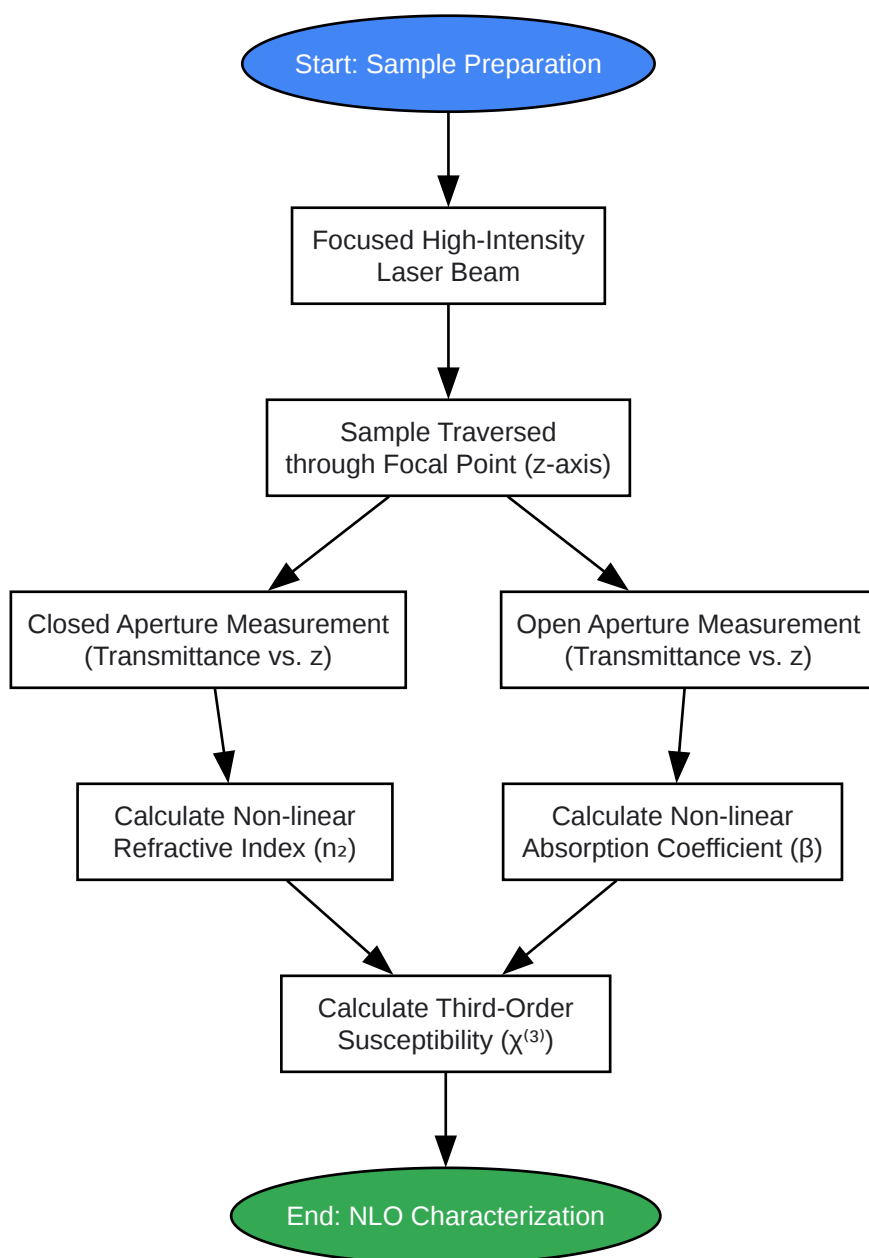 Start: Sample Preparation
Focused High-Intensity
Laser Beam
Sample Traversed
through Focal Point (z-axis)
Closed Aperture Measurement
(Transmittance vs. z)
Open Aperture Measurement
(Transmittance vs. z)
Calculate Non-linear
Refractive Index (n₂)
Calculate Non-linear
Absorption Coefficient (β)
Calculate Third-Order
Susceptibility (χ⁽³⁾)
End: NLO Characterization